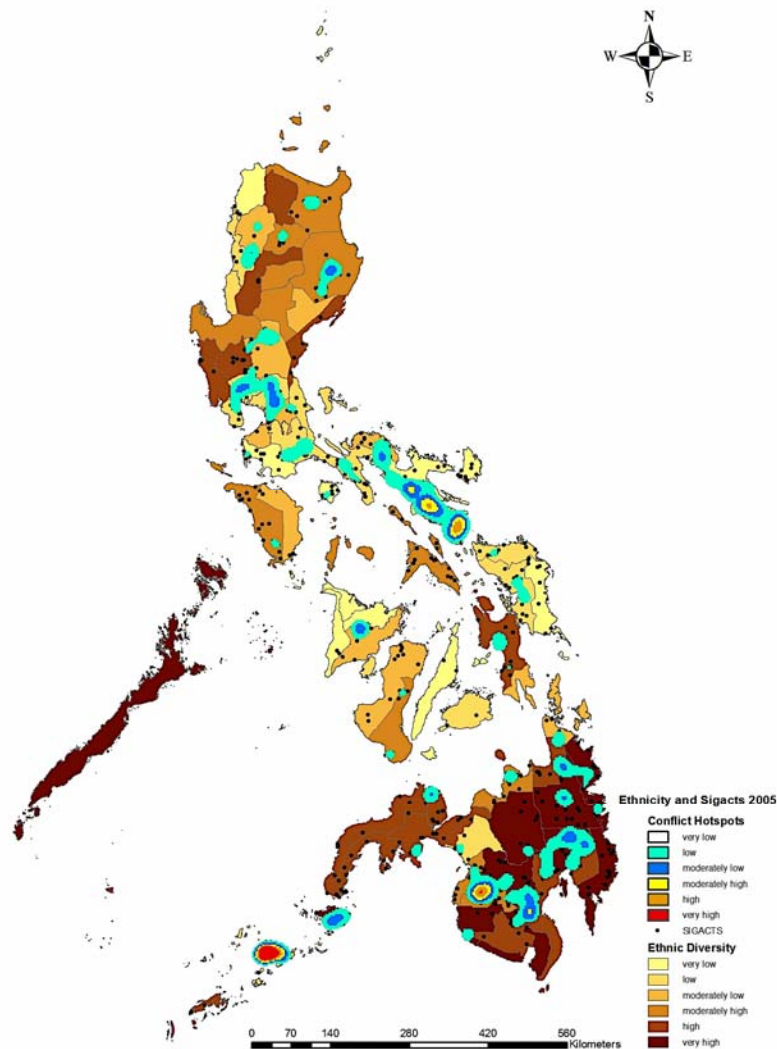 N
W E
S
Ethnicity and Sigacts 2005
Conflict Hotspots
very low
low
moderately low
moderately high
high
very high
SIGACTS
Ethnic Diversity
very low
low
moderately low
moderately high
high
very high
0 70 140 280 420 560
Kilometers